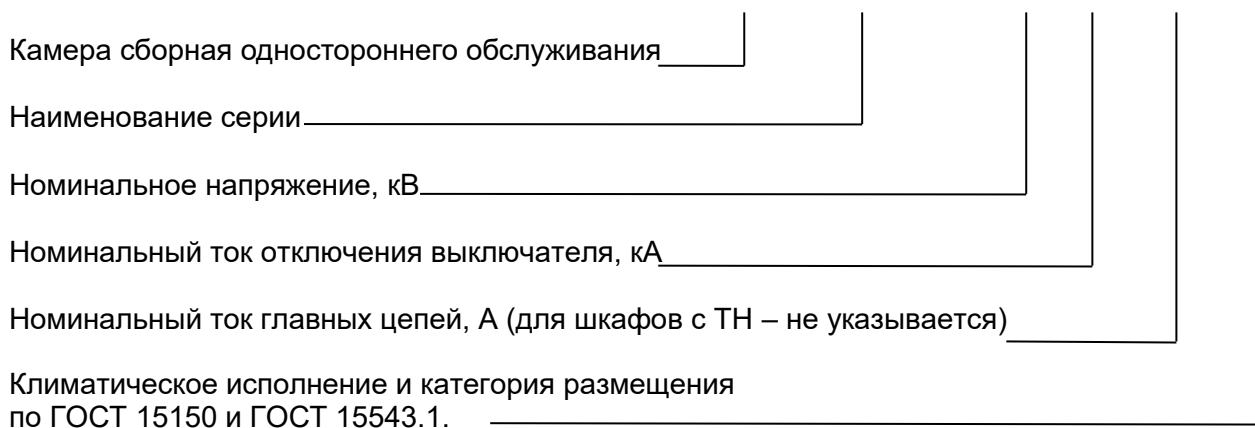 Камера сборная одностороннего обслуживания
Наименование серии
Номинальное напряжение, кВ
Номинальный ток отключения выключателя, кА
Номинальный ток главных цепей, А (для шкафов с ТН – не указывается)
Климатическое исполнение и категория размещения
по ГОСТ 15150 и ГОСТ 15543.1.